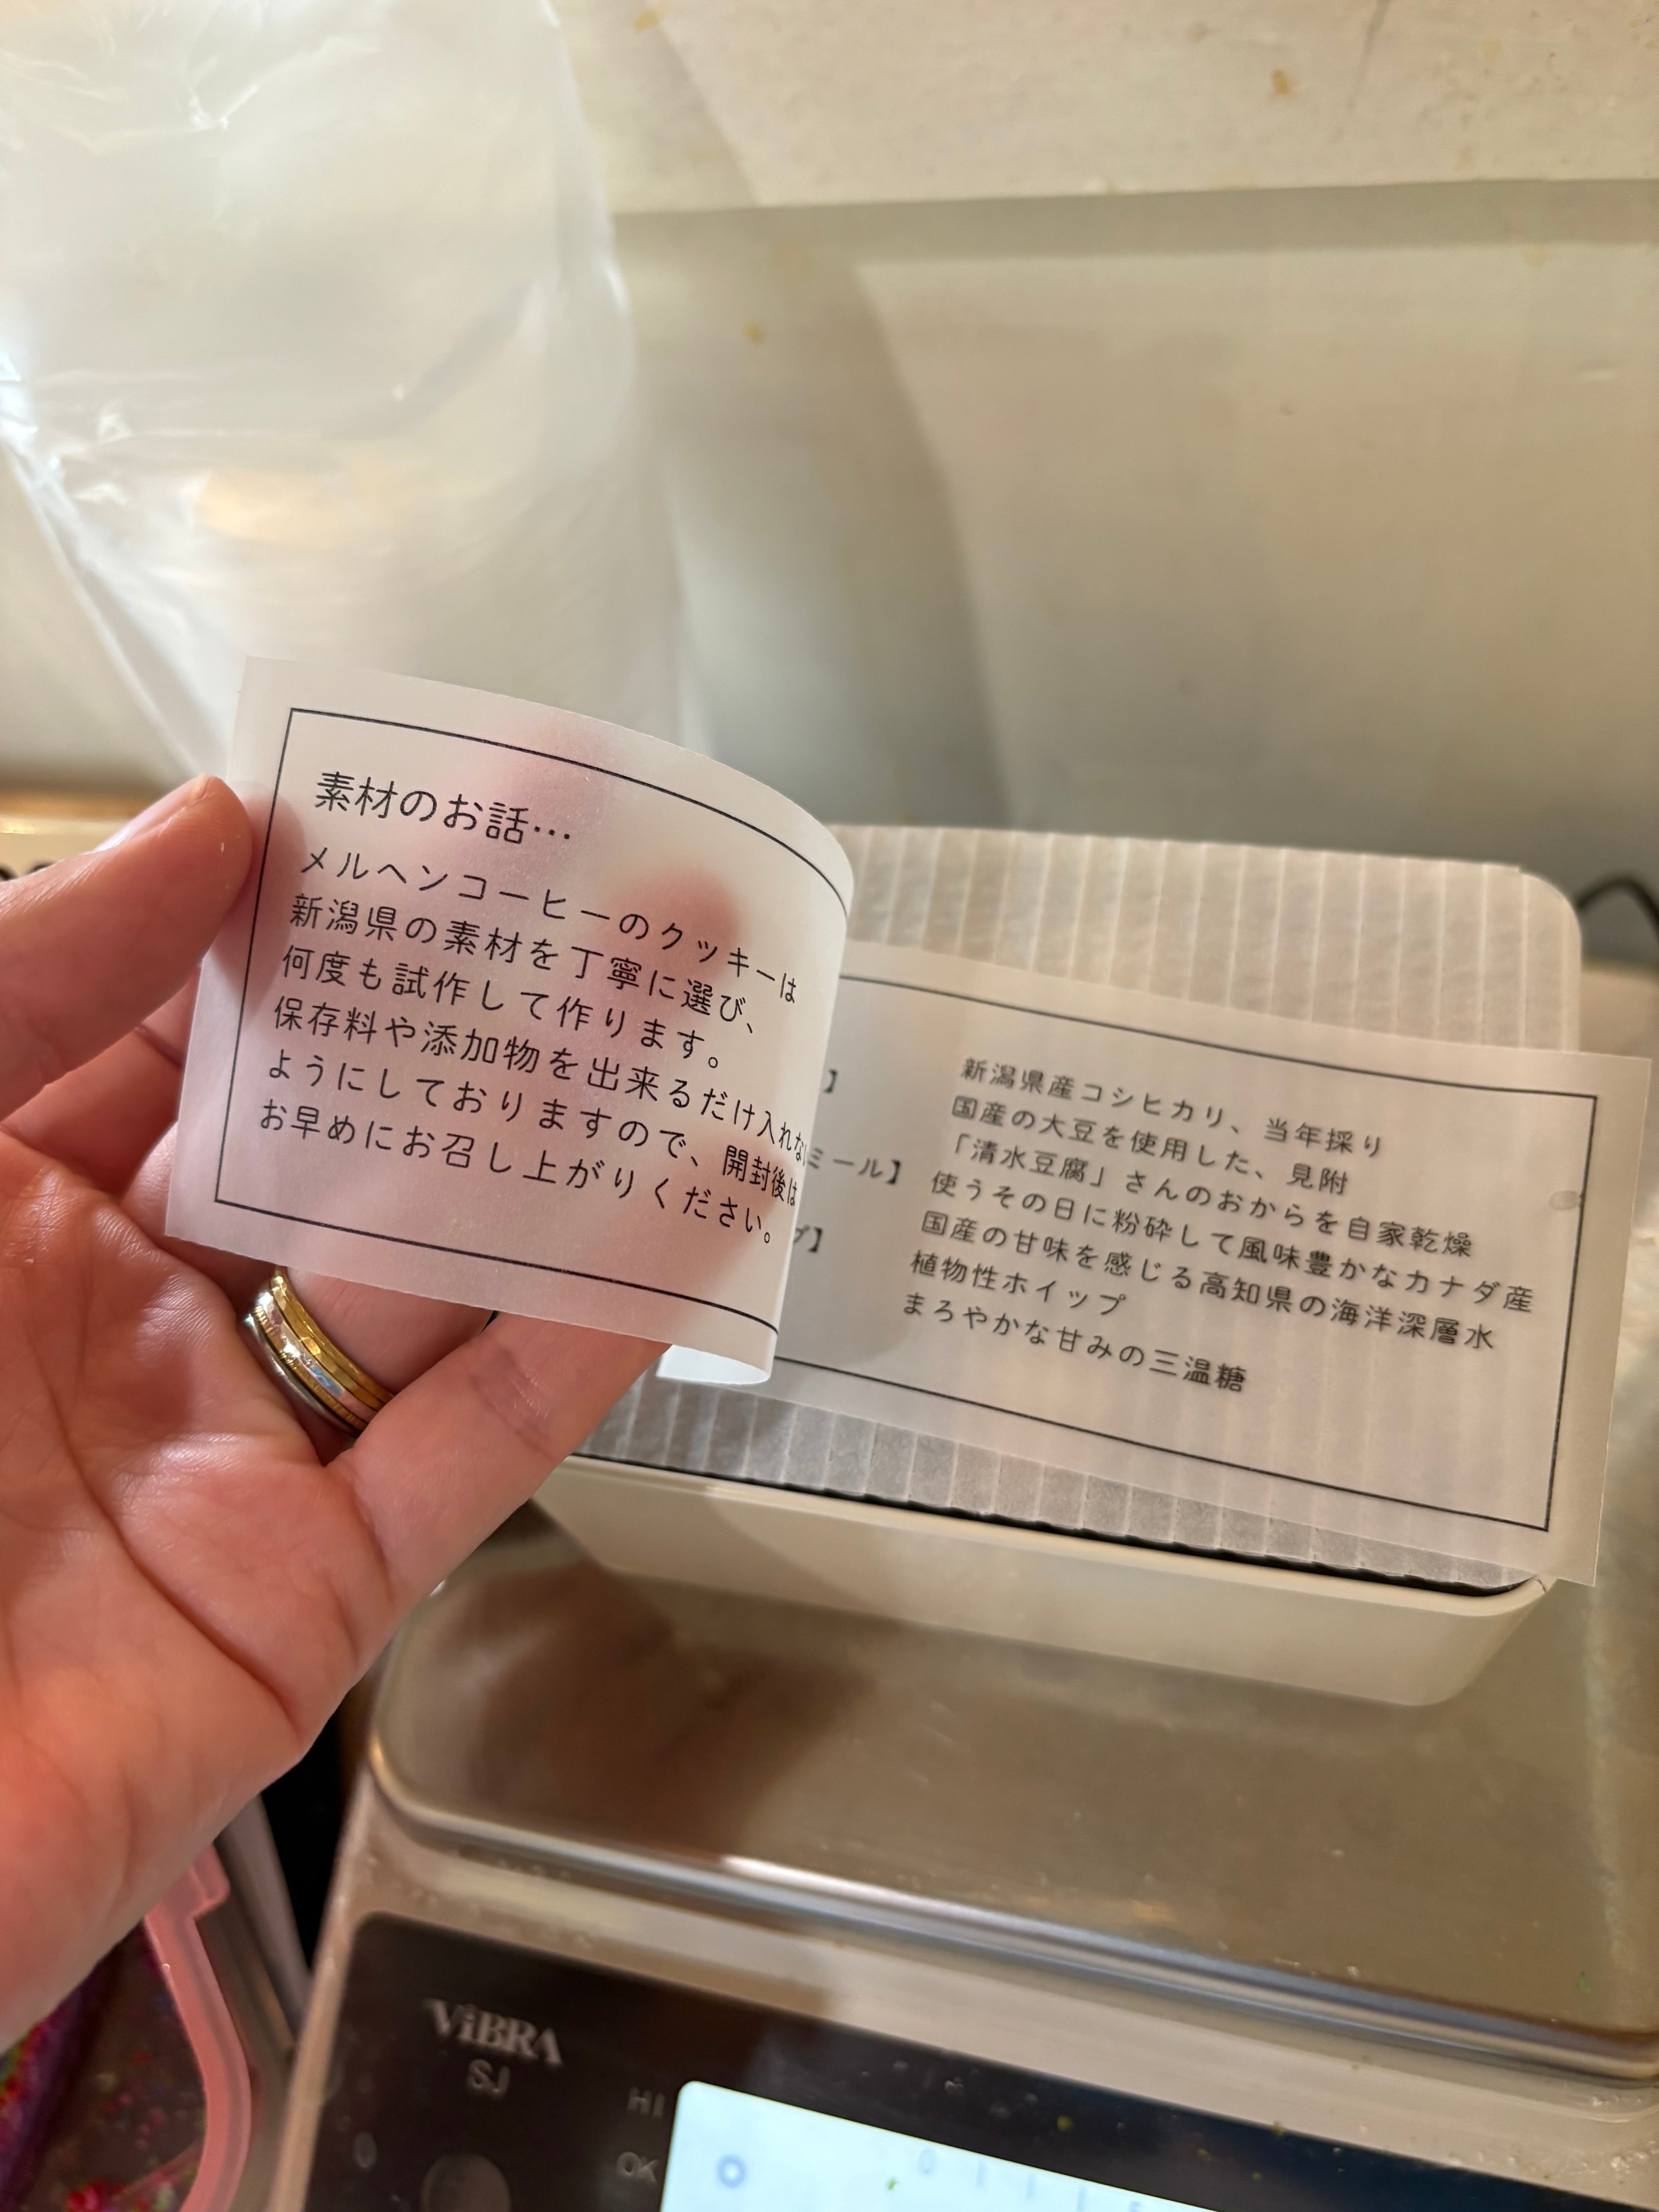 素材のお話…
メルヘンコーヒーのクッキーは
新潟県の素材を丁寧に選び、
何度も試作して作ります。
保存料や添加物を出来るだけ入れない
ようにしておりますので、開封後は
お早めにお召し上がりください。
】
ミール】
プ】
新潟県産コシヒカリ、当年採り
国産の大豆を使用した、見附
「清水豆腐」さんのおからを自家乾燥
使うその日に粉砕して風味豊かなカナダ産
国産の甘味を感じる高知県の海洋深層水
植物性ホイップ
まろやかな甘みの三温糖
ViBRA
SJ
HI
OK